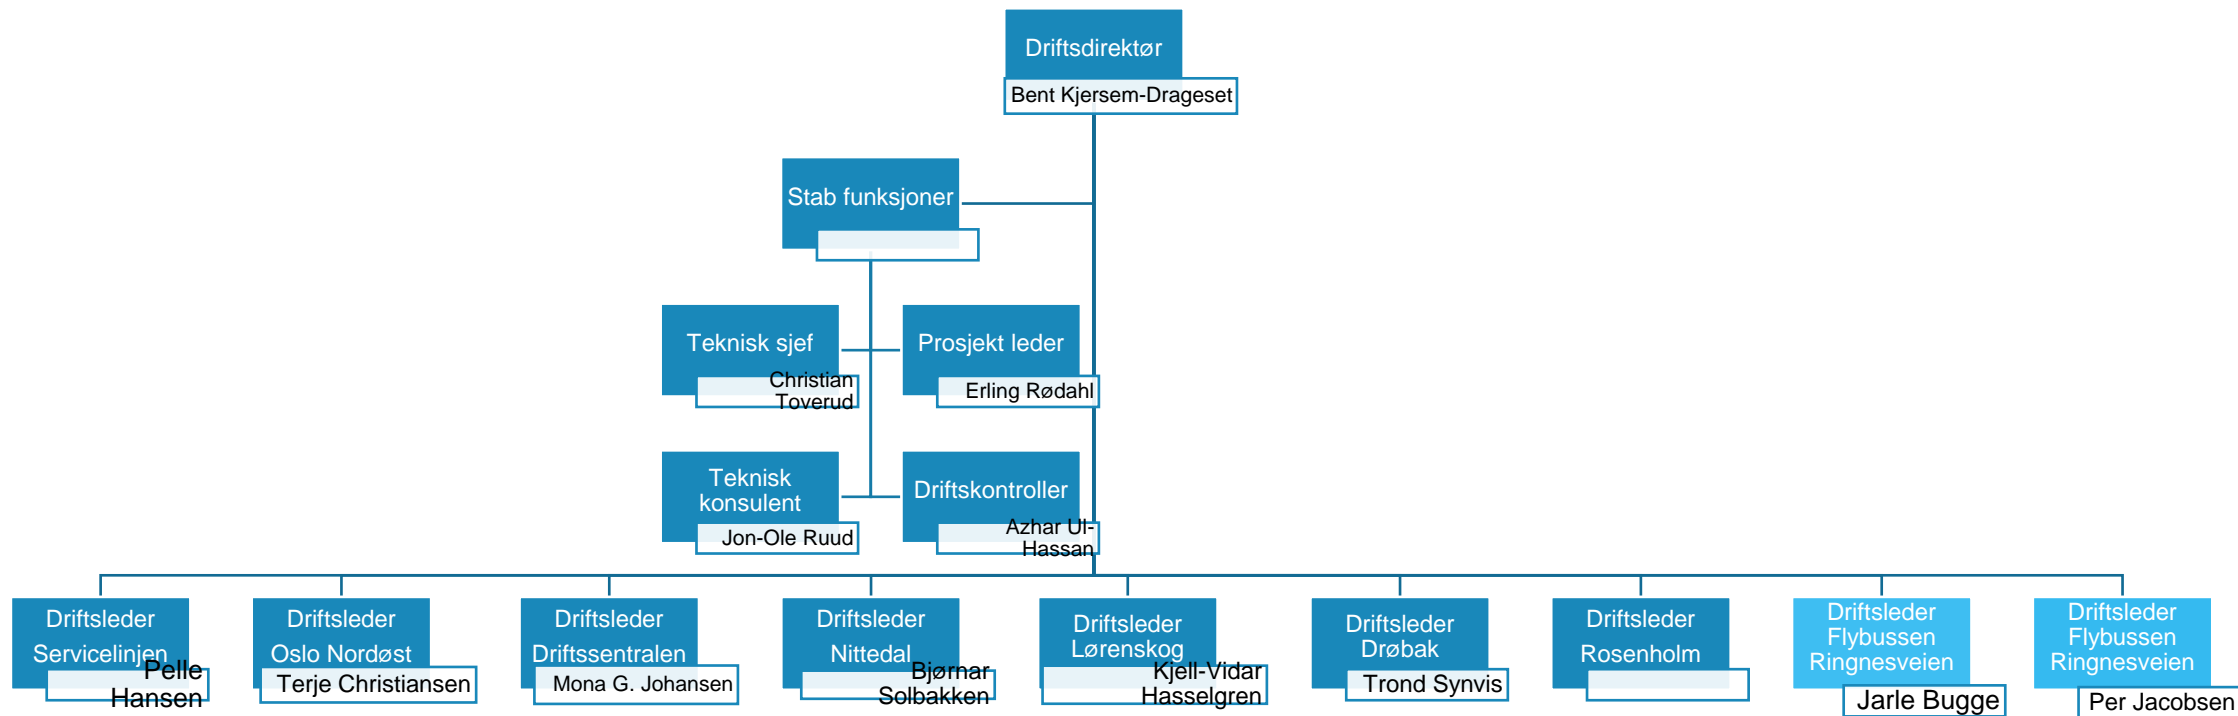 Driftsdirektør
Bent Kjersem-Drageset
Stab funksjoner
Teknisk sjef
Christian
Toverud
Prosjekt leder
Erling Rødahl
Teknisk
konsulent
Jon-Ole Ruud
Driftskontroller
Azhar Ul-
Hassan
Driftsleder
Servicelinjen
Pelle
Hansen
Driftsleder
Oslo Nordøst
Terje Christiansen
Driftsleder
Driftssentralen
Mona G. Johansen
Driftsleder
Nittedal
Bjørnar
Solbakken
Driftsleder
Lørenskog
Kjell-Vidar
Hasselgren
Driftsleder
Drøbak
Trond Synvis
Driftsleder
Rosenholm
Driftsleder
Flybussen
Ringnesveien
Jarle Bugge
Driftsleder
Flybussen
Ringnesveien
Per Jacobsen